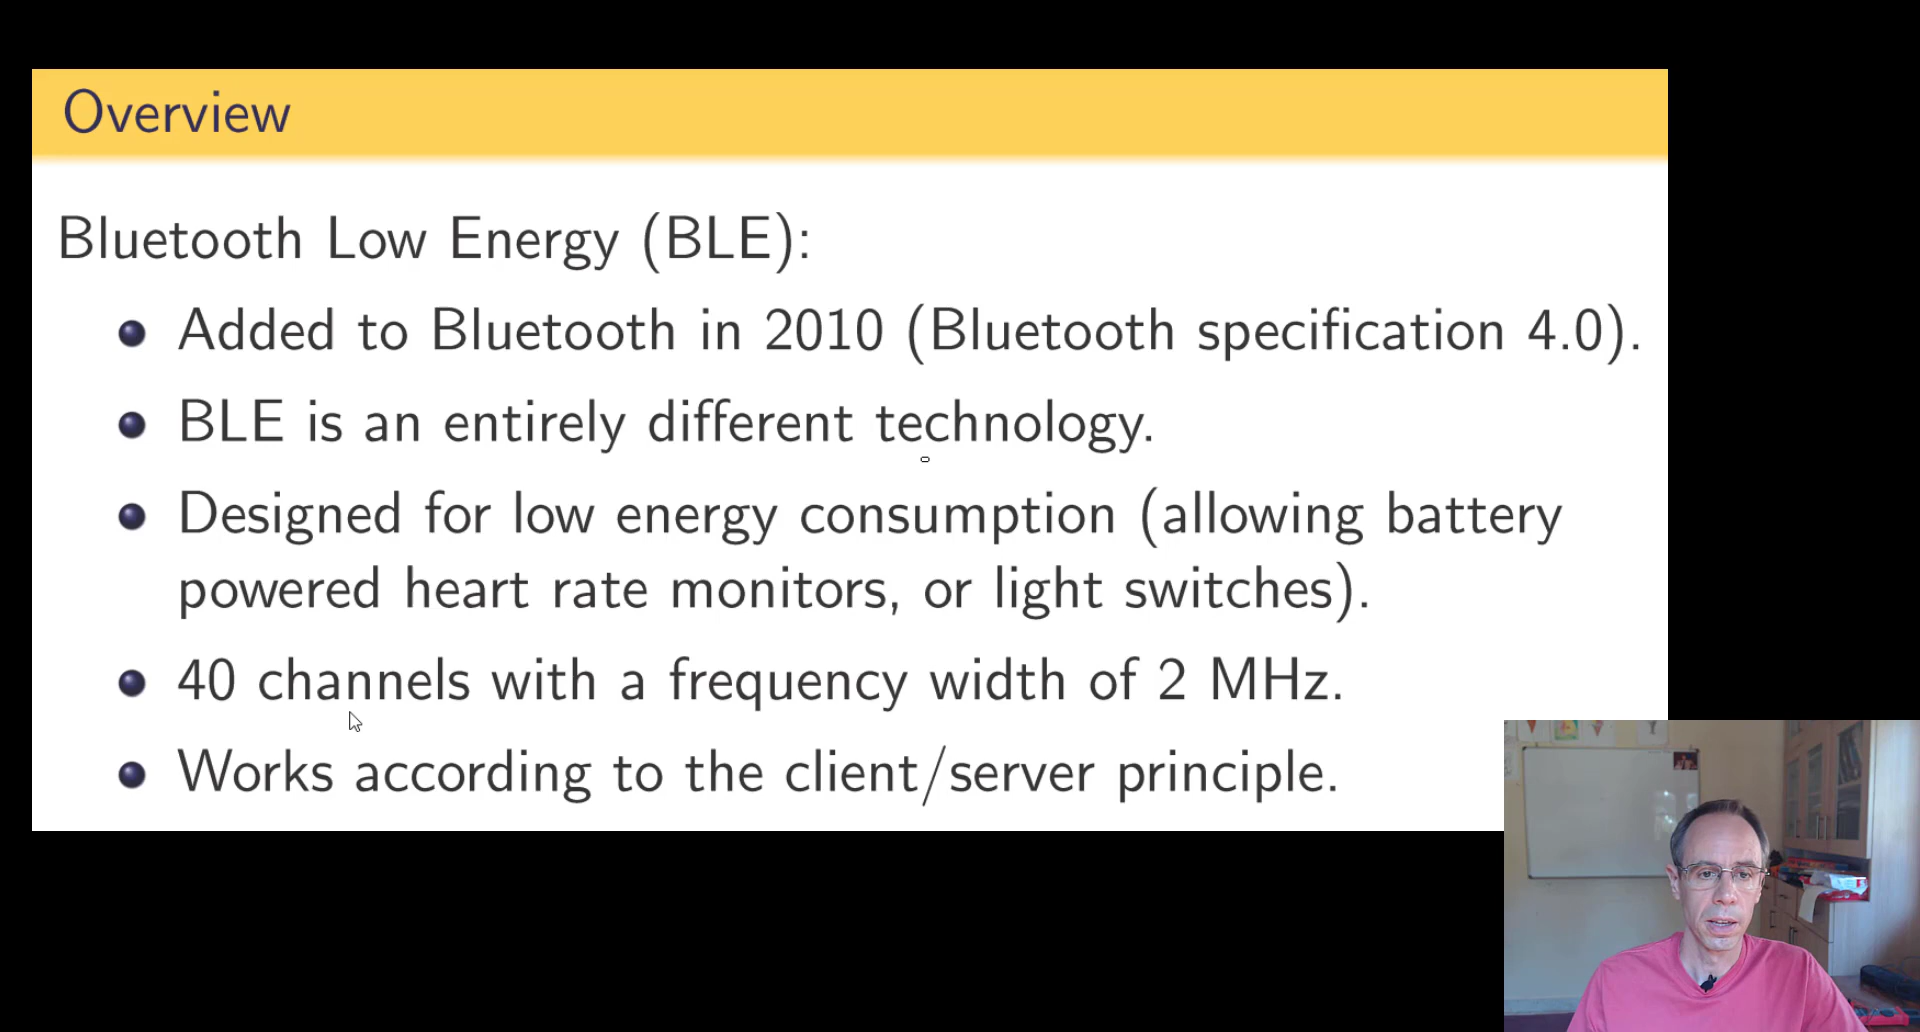 Overview
Bluetooth Low Energy (BLE):
Added to Bluetooth in 2010 (Bluetooth specification 4.0).
BLE is an entirely different technology.
Designed for low energy consumption (allowing battery
powered heart rate monitors, or light switches).
40 channels with a frequency width of 2 MHz.
Works according to the client/server principle.